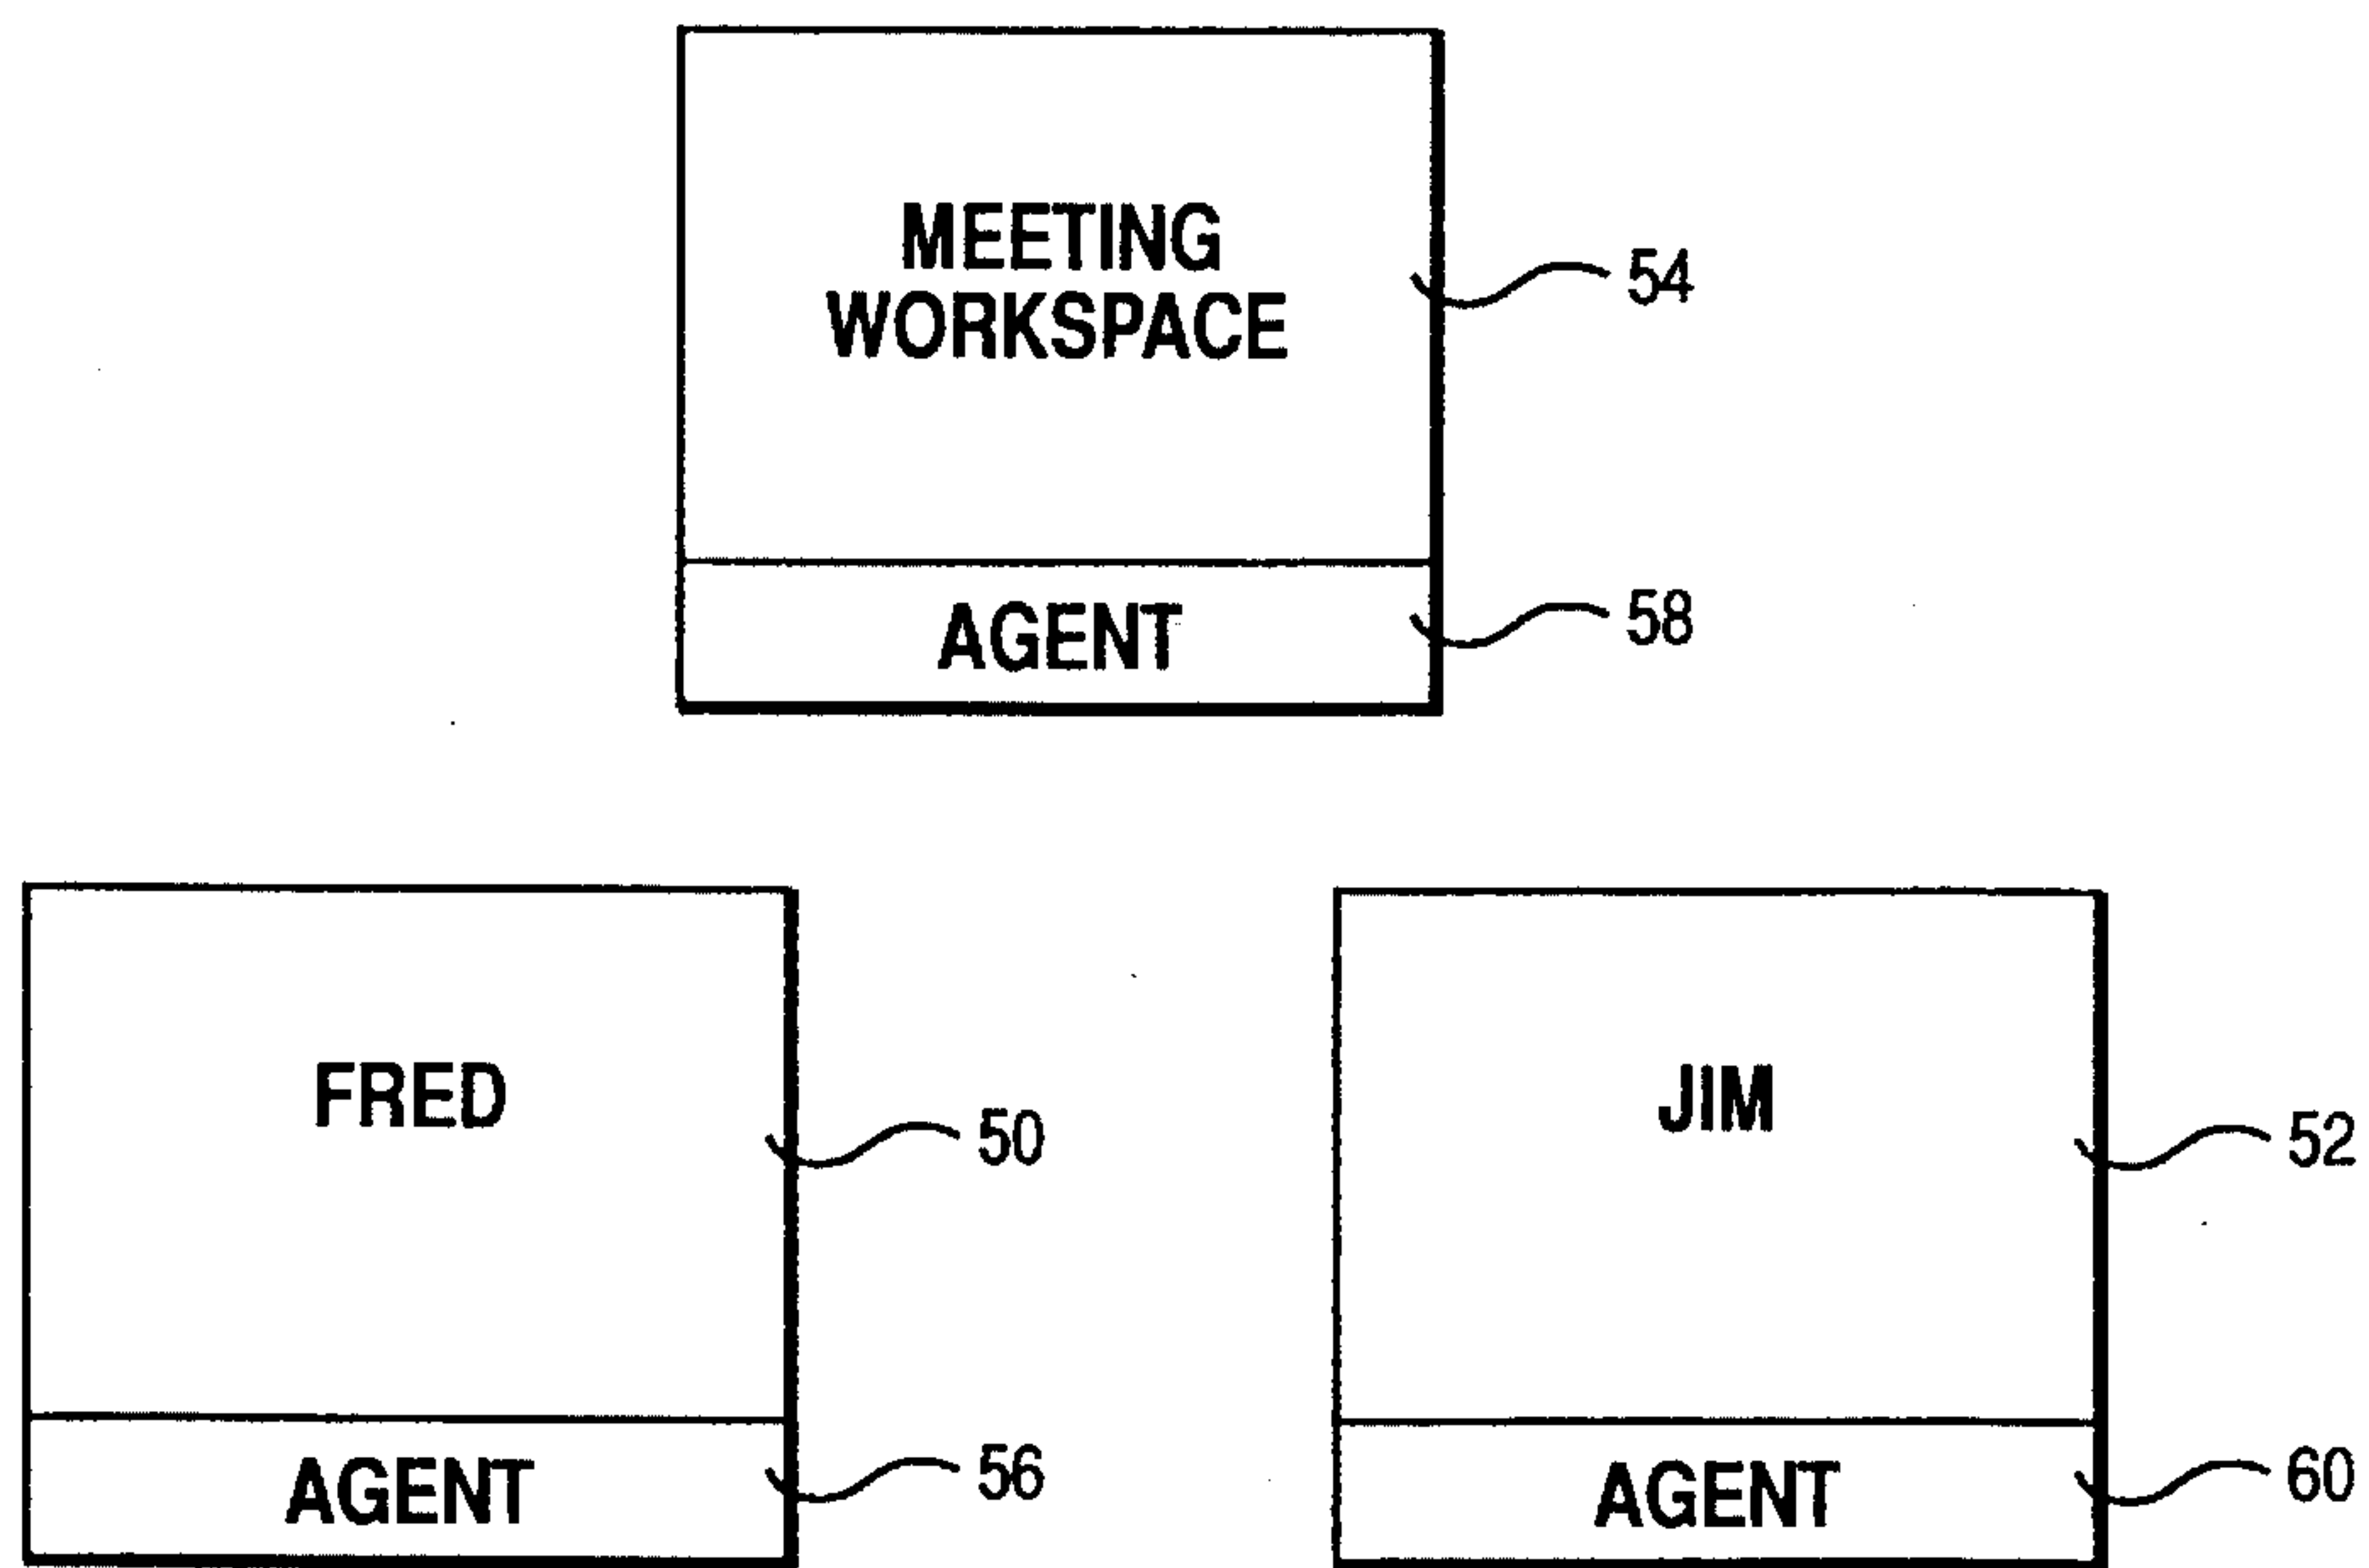 MEETING
WORKSPACE
54
AGENT
58
FRED
50
JIM
52
AGENT
56
AGENT
60